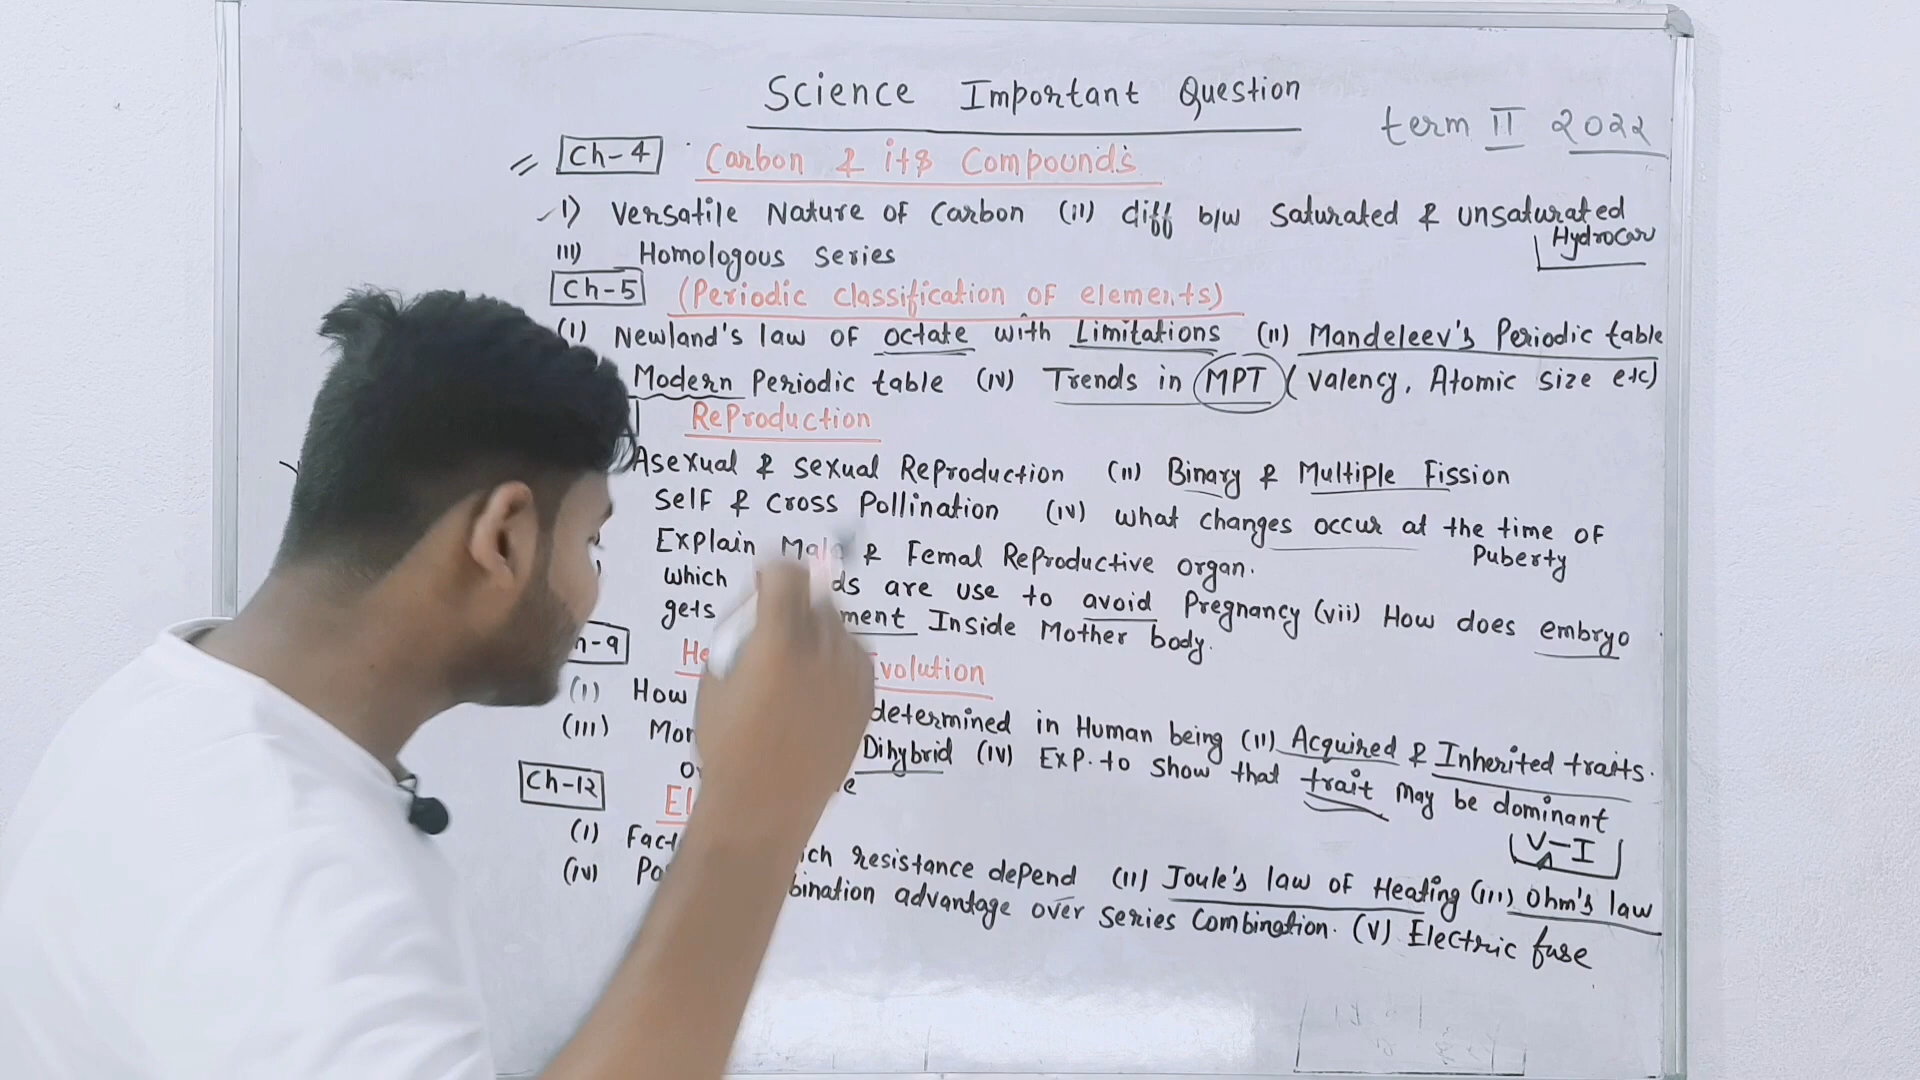 Science Important Question
term II 2022
Ch-4 Carbon & its Compounds
I) Versatile Nature of Carbon (ii) diff b/w Saturated & unsaturated
Hydrocar
III) Homologous series
Ch-5 (Periodic classification of elements)
(I) Newland's law of octate with Limitations (II) Mandeleev's Periodic table
Modern Periodic table (IV) Trends in MPT (valency, Atomic size etc)
Reproduction
Asexual & sexual Reproduction (II) Binary & Multiple Fission
Self & Cross Pollination (IV) what changes occur at the time of
Puberty
Explain Male & Femal Reproductive organ.
which ds are use to avoid Pregnancy (vii) How does embryo
gets ment Inside Mother body.
-9 He volution
(I) How determined in Human being (II) Acquired & Inherited traits.
(III) Mon Dihybrid (IV) Exp. to show that trait may be dominant
Or e
V-I
Ch-12 El
(I) Fact ich resistance depend (II) Joule's law of Heating (III) Ohm's law
(IV) Pa bination advantage over series Combination. (V) Electric fuse